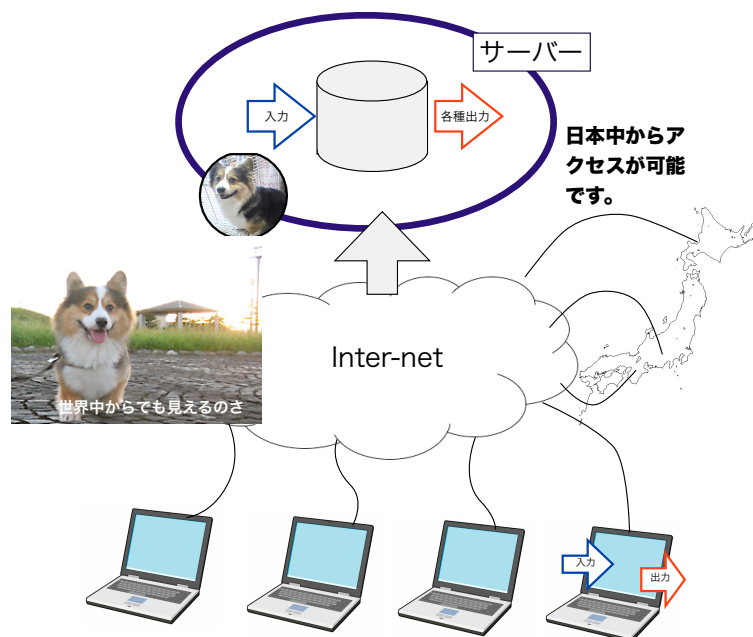 サーバー
入力
各種出力
日本中からア
クセスが可能
です。
Inter-net
世界中からでも見えるのさ
入力
出力